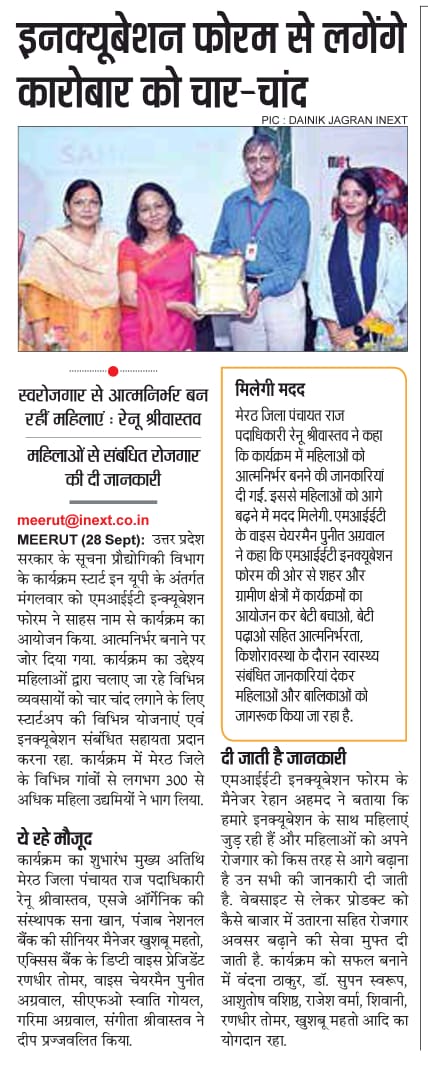 इनक्यूबेशन फोरम से लगेंगे
कारोबार को चार-चांद
PIC : DAINIK JAGRAN INEXT
SAH
met
स्वरोजगार से आत्मनिर्भर बन
रहीं महिलाएं : रेनू श्रीवास्तव
महिलाओं से संबंधित रोजगार
की दी जानकारी
meerut@inext.co.in
MEERUT (28 Sept): उत्तर प्रदेश
सरकार के सूचना प्रौद्योगिकी विभाग
के कार्यक्रम स्टार्ट इन यूपी के अंतर्गत
मंगलवार को एमआईईटी इन्क्यूबेशन
फोरम ने साहस नाम से कार्यक्रम का
आयोजन किया. आत्मनिर्भर बनाने पर
जोर दिया गया. कार्यक्रम का उद्देश्य
महिलाओं द्वारा चलाए जा रहे विभिन्न
व्यवसायों को चार चांद लगाने के लिए
स्टार्टअप की विभिन्न योजनाएं एवं
इनक्यूबेशन संबंधित सहायता प्रदान
करना रहा. कार्यक्रम में मेरठ जिले
के विभिन्न गांवों से लगभग 300 से
अधिक महिला उद्यमियों ने भाग लिया.
ये रहे मौजूद
कार्यक्रम का शुभारंभ मुख्य अतिथि
मेरठ जिला पंचायत राज पदाधिकारी
रेनू श्रीवास्तव, एसजे ऑर्गेनिक की
संस्थापक सना खान, पंजाब नेशनल
बैंक की सीनियर मैनेजर खुशबू महतो,
एक्सिस बैंक के डिप्टी वाइस प्रेजिडेंट
रणधीर तोमर, वाइस चेयरमैन पुनीत
अग्रवाल, सीएफओ स्वाति गोयल,
गरिमा अग्रवाल, संगीता श्रीवास्तव ने
दीप प्रज्जवलित किया.
मिलेगी मदद
मेरठ जिला पंचायत राज
पदाधिकारी रेनू श्रीवास्तव ने कहा
कि कार्यक्रम में महिलाओं को
आत्मनिर्भर बनने की जानकारियां
दी गईं. इससे महिलाओं को आगे
बढ़ने में मदद मिलेगी. एमआईईटी
के वाइस चेयरमैन पुनीत अग्रवाल
ने कहा कि एमआईईटी इनक्यूबेशन
फोरम की ओर से शहर और
ग्रामीण क्षेत्रों में कार्यक्रमों का
आयोजन कर बेटी बचाओ, बेटी
पढ़ाओ सहित आत्मनिर्भरता,
किशोरावस्था के दौरान स्वास्थ्य
संबंधित जानकारियां देकर
महिलाओं और बालिकाओं को
जागरूक किया जा रहा है.
दी जाती है जानकारी
एमआईईटी इनक्यूबेशन फोरम के
मैनेजर रेहान अहमद ने बताया कि
हमारे इनक्यूबेशन के साथ महिलाएं
जुड़ रही हैं और महिलाओं को अपने
रोजगार को किस तरह से आगे बढ़ाना
है उन सभी की जानकारी दी जाती
है. वेबसाइट से लेकर प्रोडक्ट को
कैसे बाजार में उतारना सहित रोजगार
अवसर बढ़ाने की सेवा मुफ्त दी
जाती है. कार्यक्रम को सफल बनाने
में वंदना ठाकुर, डॉ. सुपन स्वरूप,
आशुतोष वशिष्ठ, राजेश वर्मा, शिवानी,
रणधीर तोमर, खुशबू महतो आदि का
योगदान रहा.